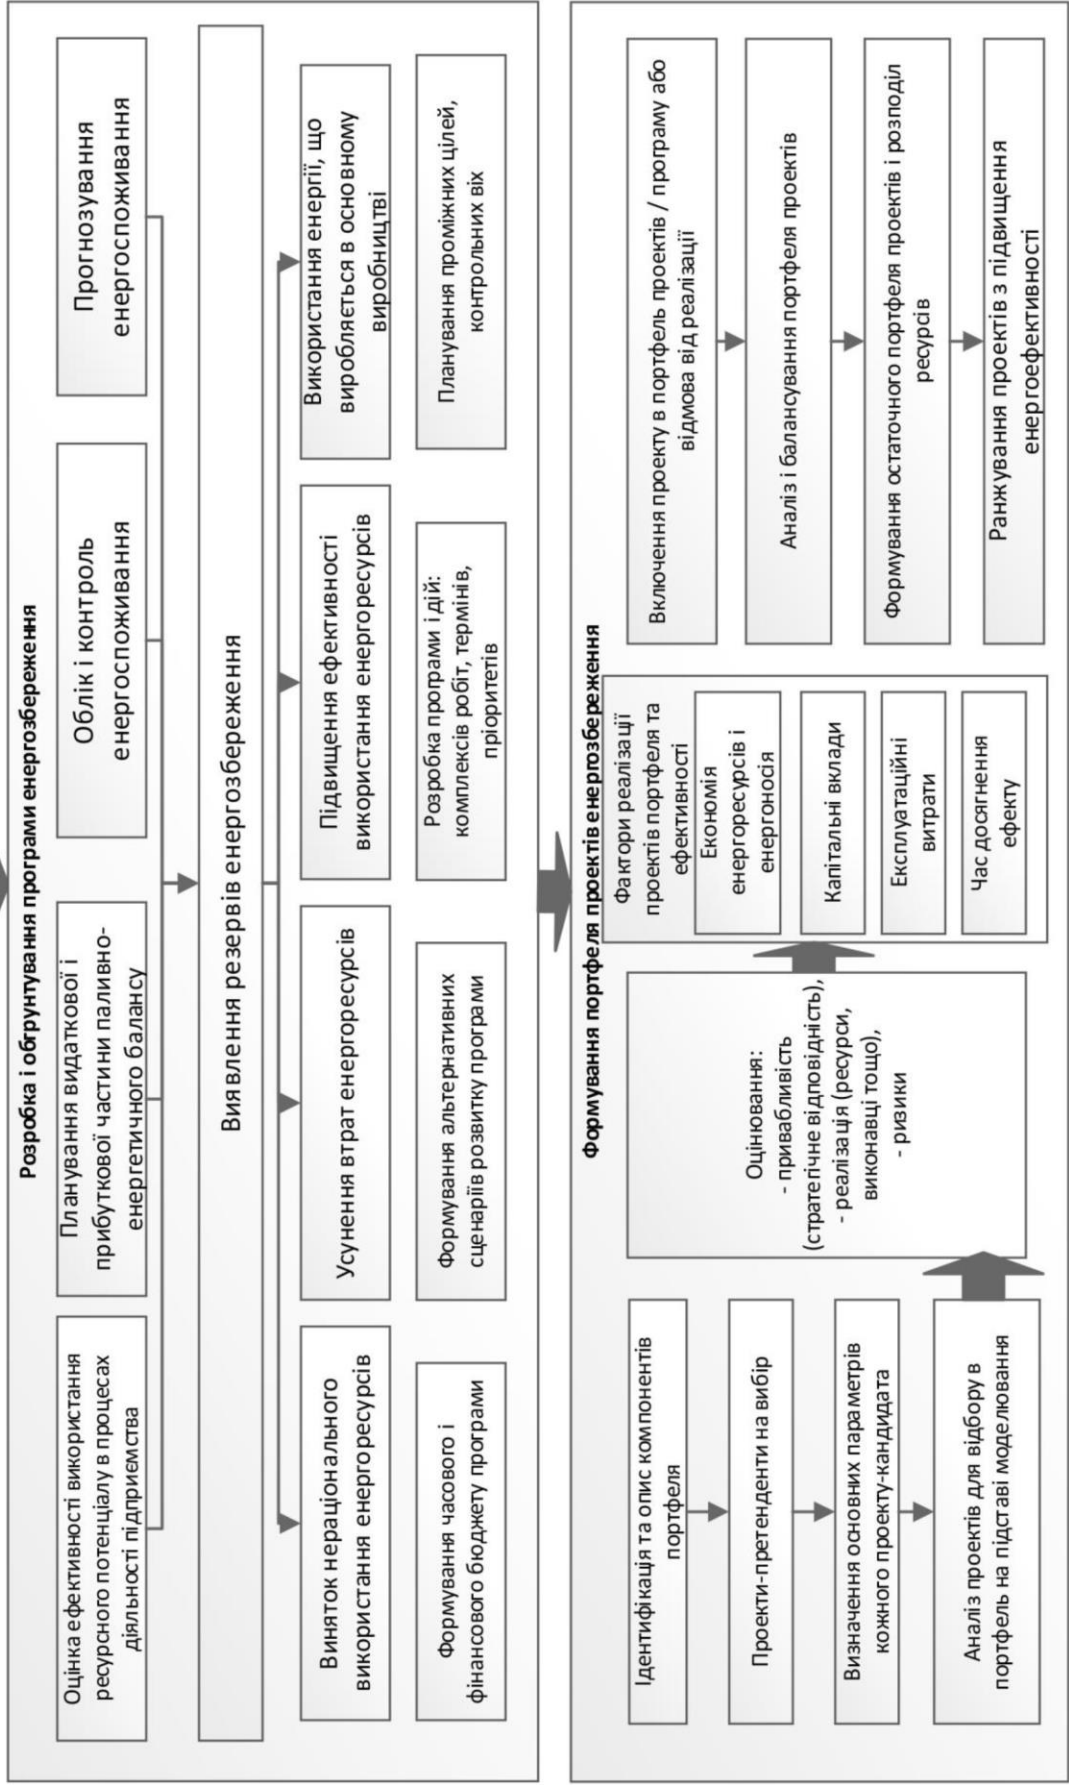 Розробка і обгрунтування програми енергозбереження
Оцінка ефективності використання
ресурсного потенціалу в процесах
діяльності підприємства
Планування видаткової і
прибуткової частини паливно-
енергетичного балансу
Облік і контроль
енергоспоживання
Прогнозування
енергоспоживання
Виявлення резервів енергозбереження
Виняток нераціонального
використання енергоресурсів
Усунення втрат енергоресурсів
Підвищення ефективності
використання енергоресурсів
Використання енергії, що
виробляється в основному
виробництві
Формування часового і
фінансового бюджету програми
Формування альтернативних
сценаріїв розвитку програми
Розробка програми і дій:
комплексів робіт, термінів,
пріоритетів
Планування проміжних цілей,
контрольних віх
Формування портфеля проектів енергозбереження
Ідентифікація та опис компонентів
портфеля
Проекти-претенденти на вибір
Визначення основних параметрів
кожного проекту-кандидата
Аналіз проектів для відбору в
портфель на підставі моделювання
Оцінювання:
- привабливість
(стратегічне відповідність),
- реалізація (ресурси,
виконавці тощо),
- ризики
Фактори реалізації
проектів портфеля та
ефективності
Економія
енергоресурсів і
енергоносія
Капітальні вклади
Експлуатаційні
витрати
Час досягнення
ефекту
Включення проекту в портфель проектів / програму або
відмова від реалізації
Аналіз і балансування портфеля проектів
Формування остаточного портфеля проектів і розподіл
ресурсів
Ранжування проектів з підвищення
енергоефективності